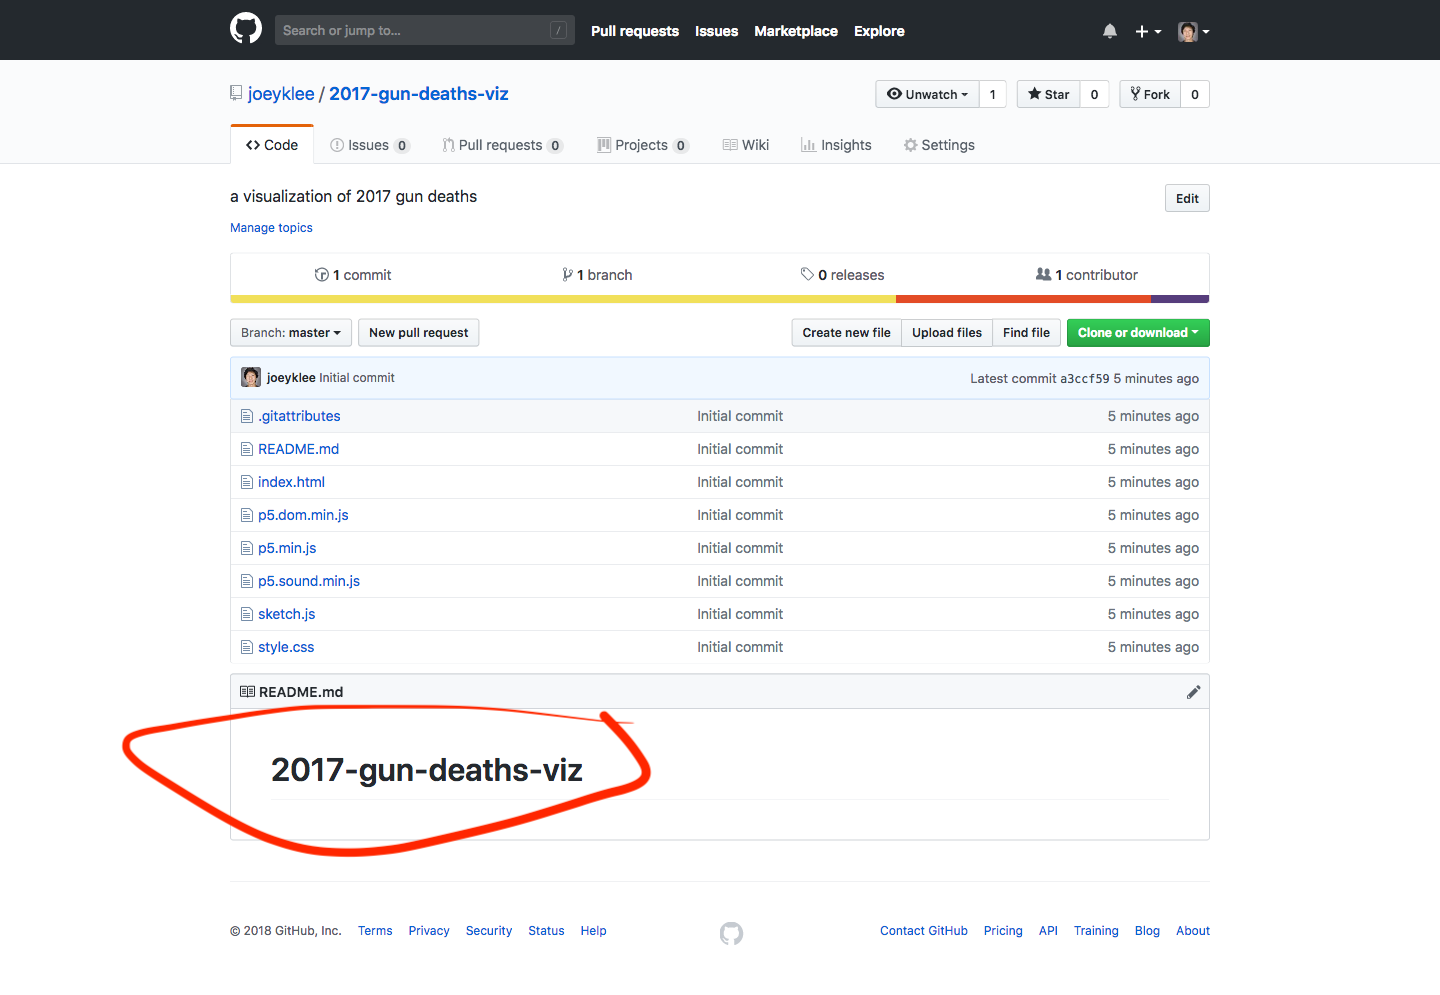 Search or jump to... /
Pull requests Issues Marketplace Explore
joeyklee / 2017-gun-deaths-viz
Unwatch 1 Star 0 Fork 0
Code Issues 0 Pull requests 0 Projects 0 Wiki Insights Settings
a visualization of 2017 gun deaths
Edit
Manage topics
1 commit 1 branch 0 releases 1 contributor
Branch: master New pull request Create new file Upload files Find file Clone or download
joeyklee Initial commit Latest commit a3ccf59 5 minutes ago
.gitattributes Initial commit 5 minutes ago
README.md Initial commit 5 minutes ago
index.html Initial commit 5 minutes ago
p5.dom.min.js Initial commit 5 minutes ago
p5.min.js Initial commit 5 minutes ago
p5.sound.min.js Initial commit 5 minutes ago
sketch.js Initial commit 5 minutes ago
style.css Initial commit 5 minutes ago
README.md
2017-gun-deaths-viz
© 2018 GitHub, Inc. Terms Privacy Security Status Help Contact GitHub Pricing API Training Blog About